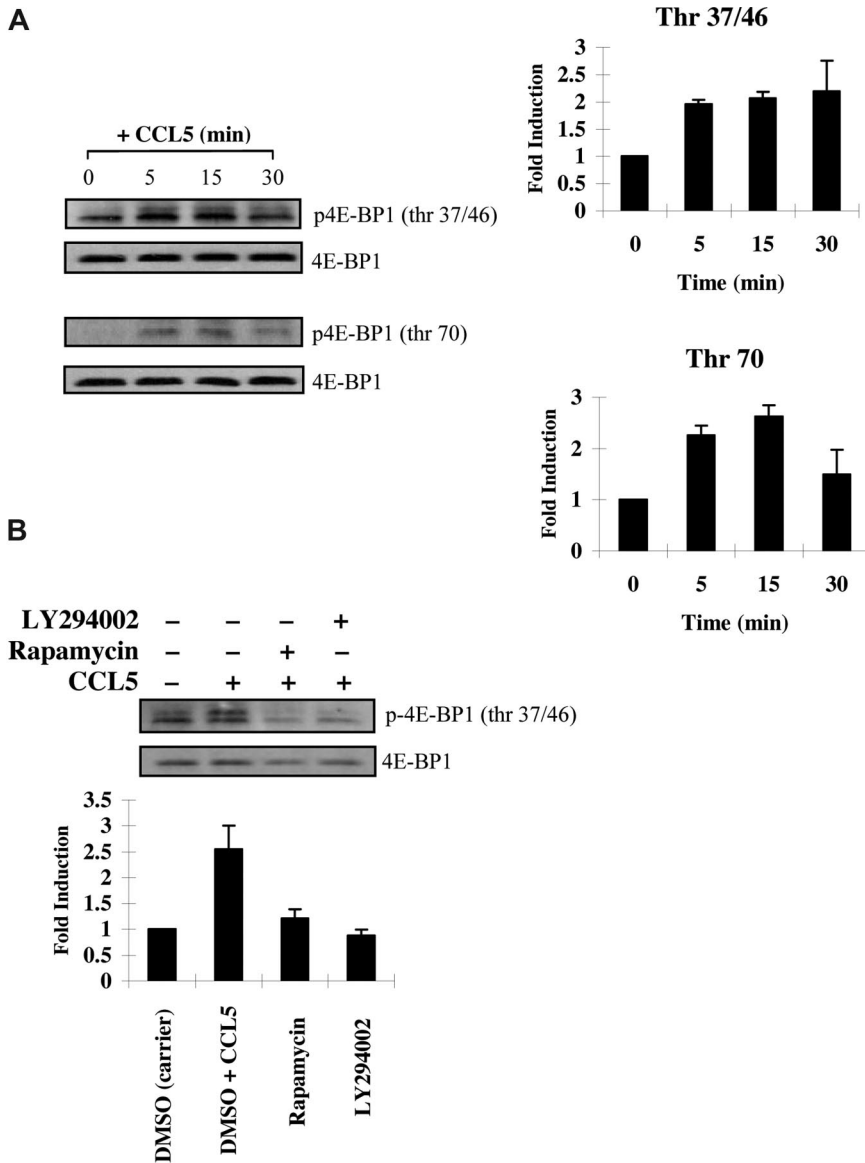 A
+ CCL5 (min)
0 5 15 30
p4E-BP1 (thr 37/46)
4E-BP1
p4E-BP1 (thr 70)
4E-BP1
Thr 37/46
Fold Induction
3
2.5
2
1.5
1
0.5
0
0 5 15 30
Time (min)
Thr 70
Fold Induction
3
2
1
0
0 5 15 30
Time (min)
B
LY294002 – – – +
Rapamycin – – + –
CCL5 – + + +
p-4E-BP1 (thr 37/46)
4E-BP1
Fold Induction
3.5
3
2.5
2
1.5
1
0.5
0
DMSO (carrier)
DMSO + CCL5
Rapamycin
LY294002